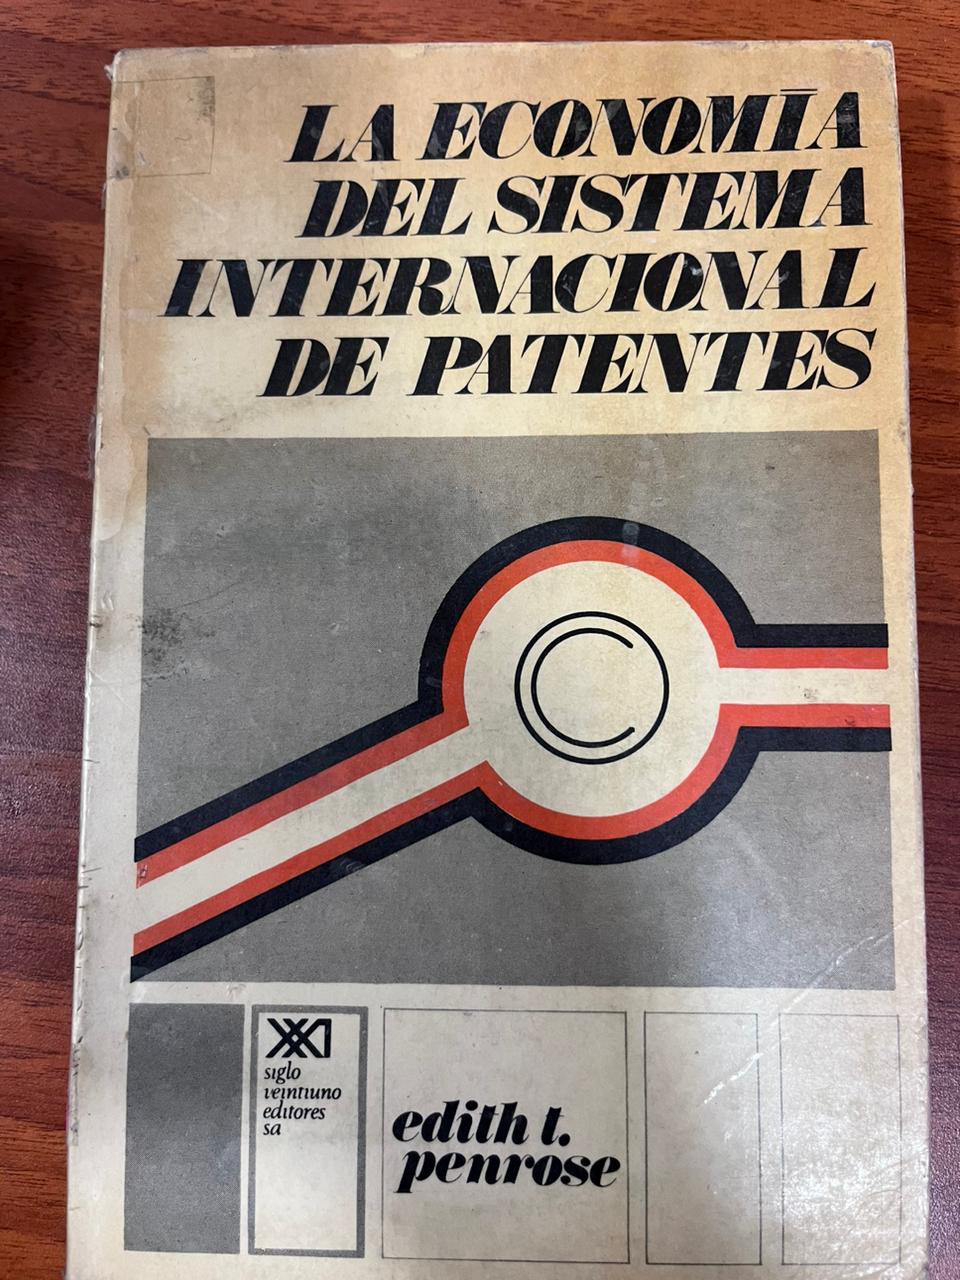 LA ECONOMÍA
DEL SISTEMA
INTERNACIONAL
DE PATENTES
siglo
veintiuno
editores
sa
edith t.
penrose